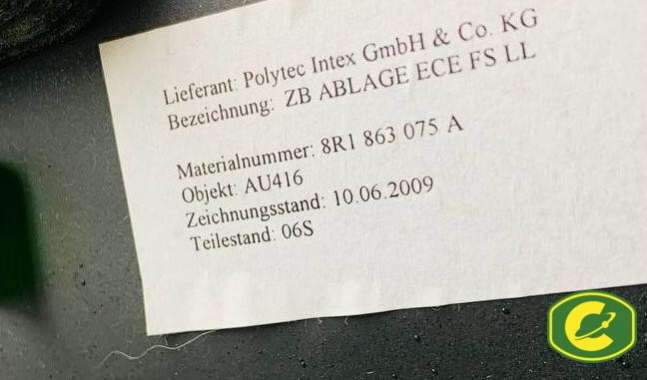 Lieferant: Polytec Intex GmbH & Co. KG
Bezeichnung: ZB ABLAGE ECE FS LL
Materialnummer: 8R1 863 075 A
Objekt: AU416
Zeichnungsstand: 10.06.2009
Teilestand: 06S